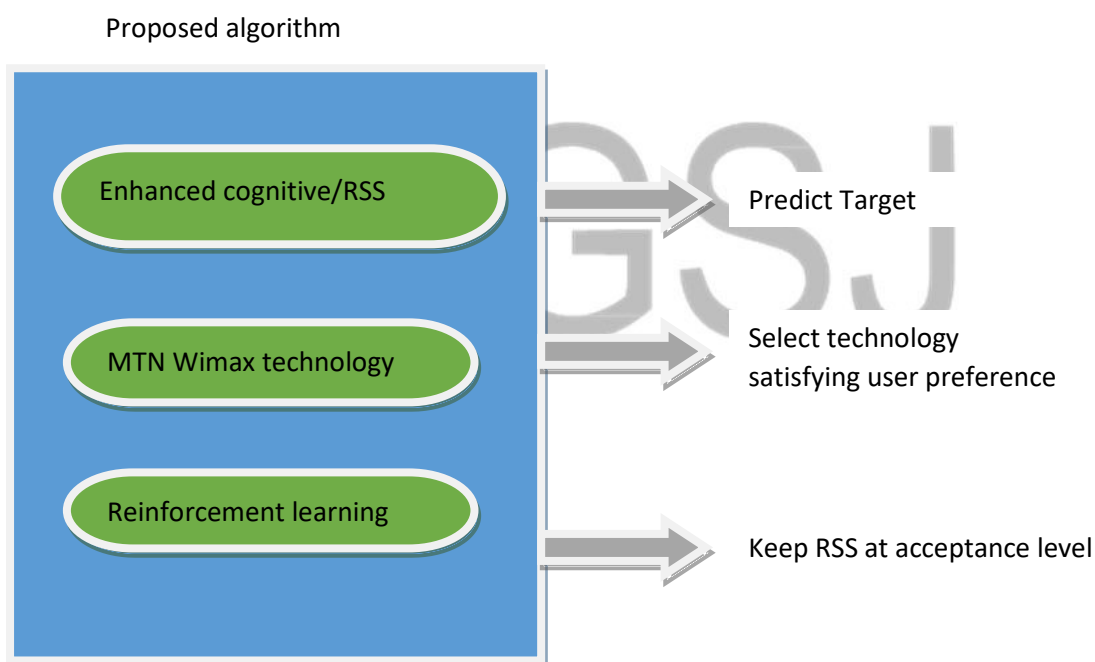 Proposed algorithm
GSJ
Enhanced cognitive/RSS
Predict Target
MTN Wimax technology
Select technology
satisfying user preference
Reinforcement learning
Keep RSS at acceptance level